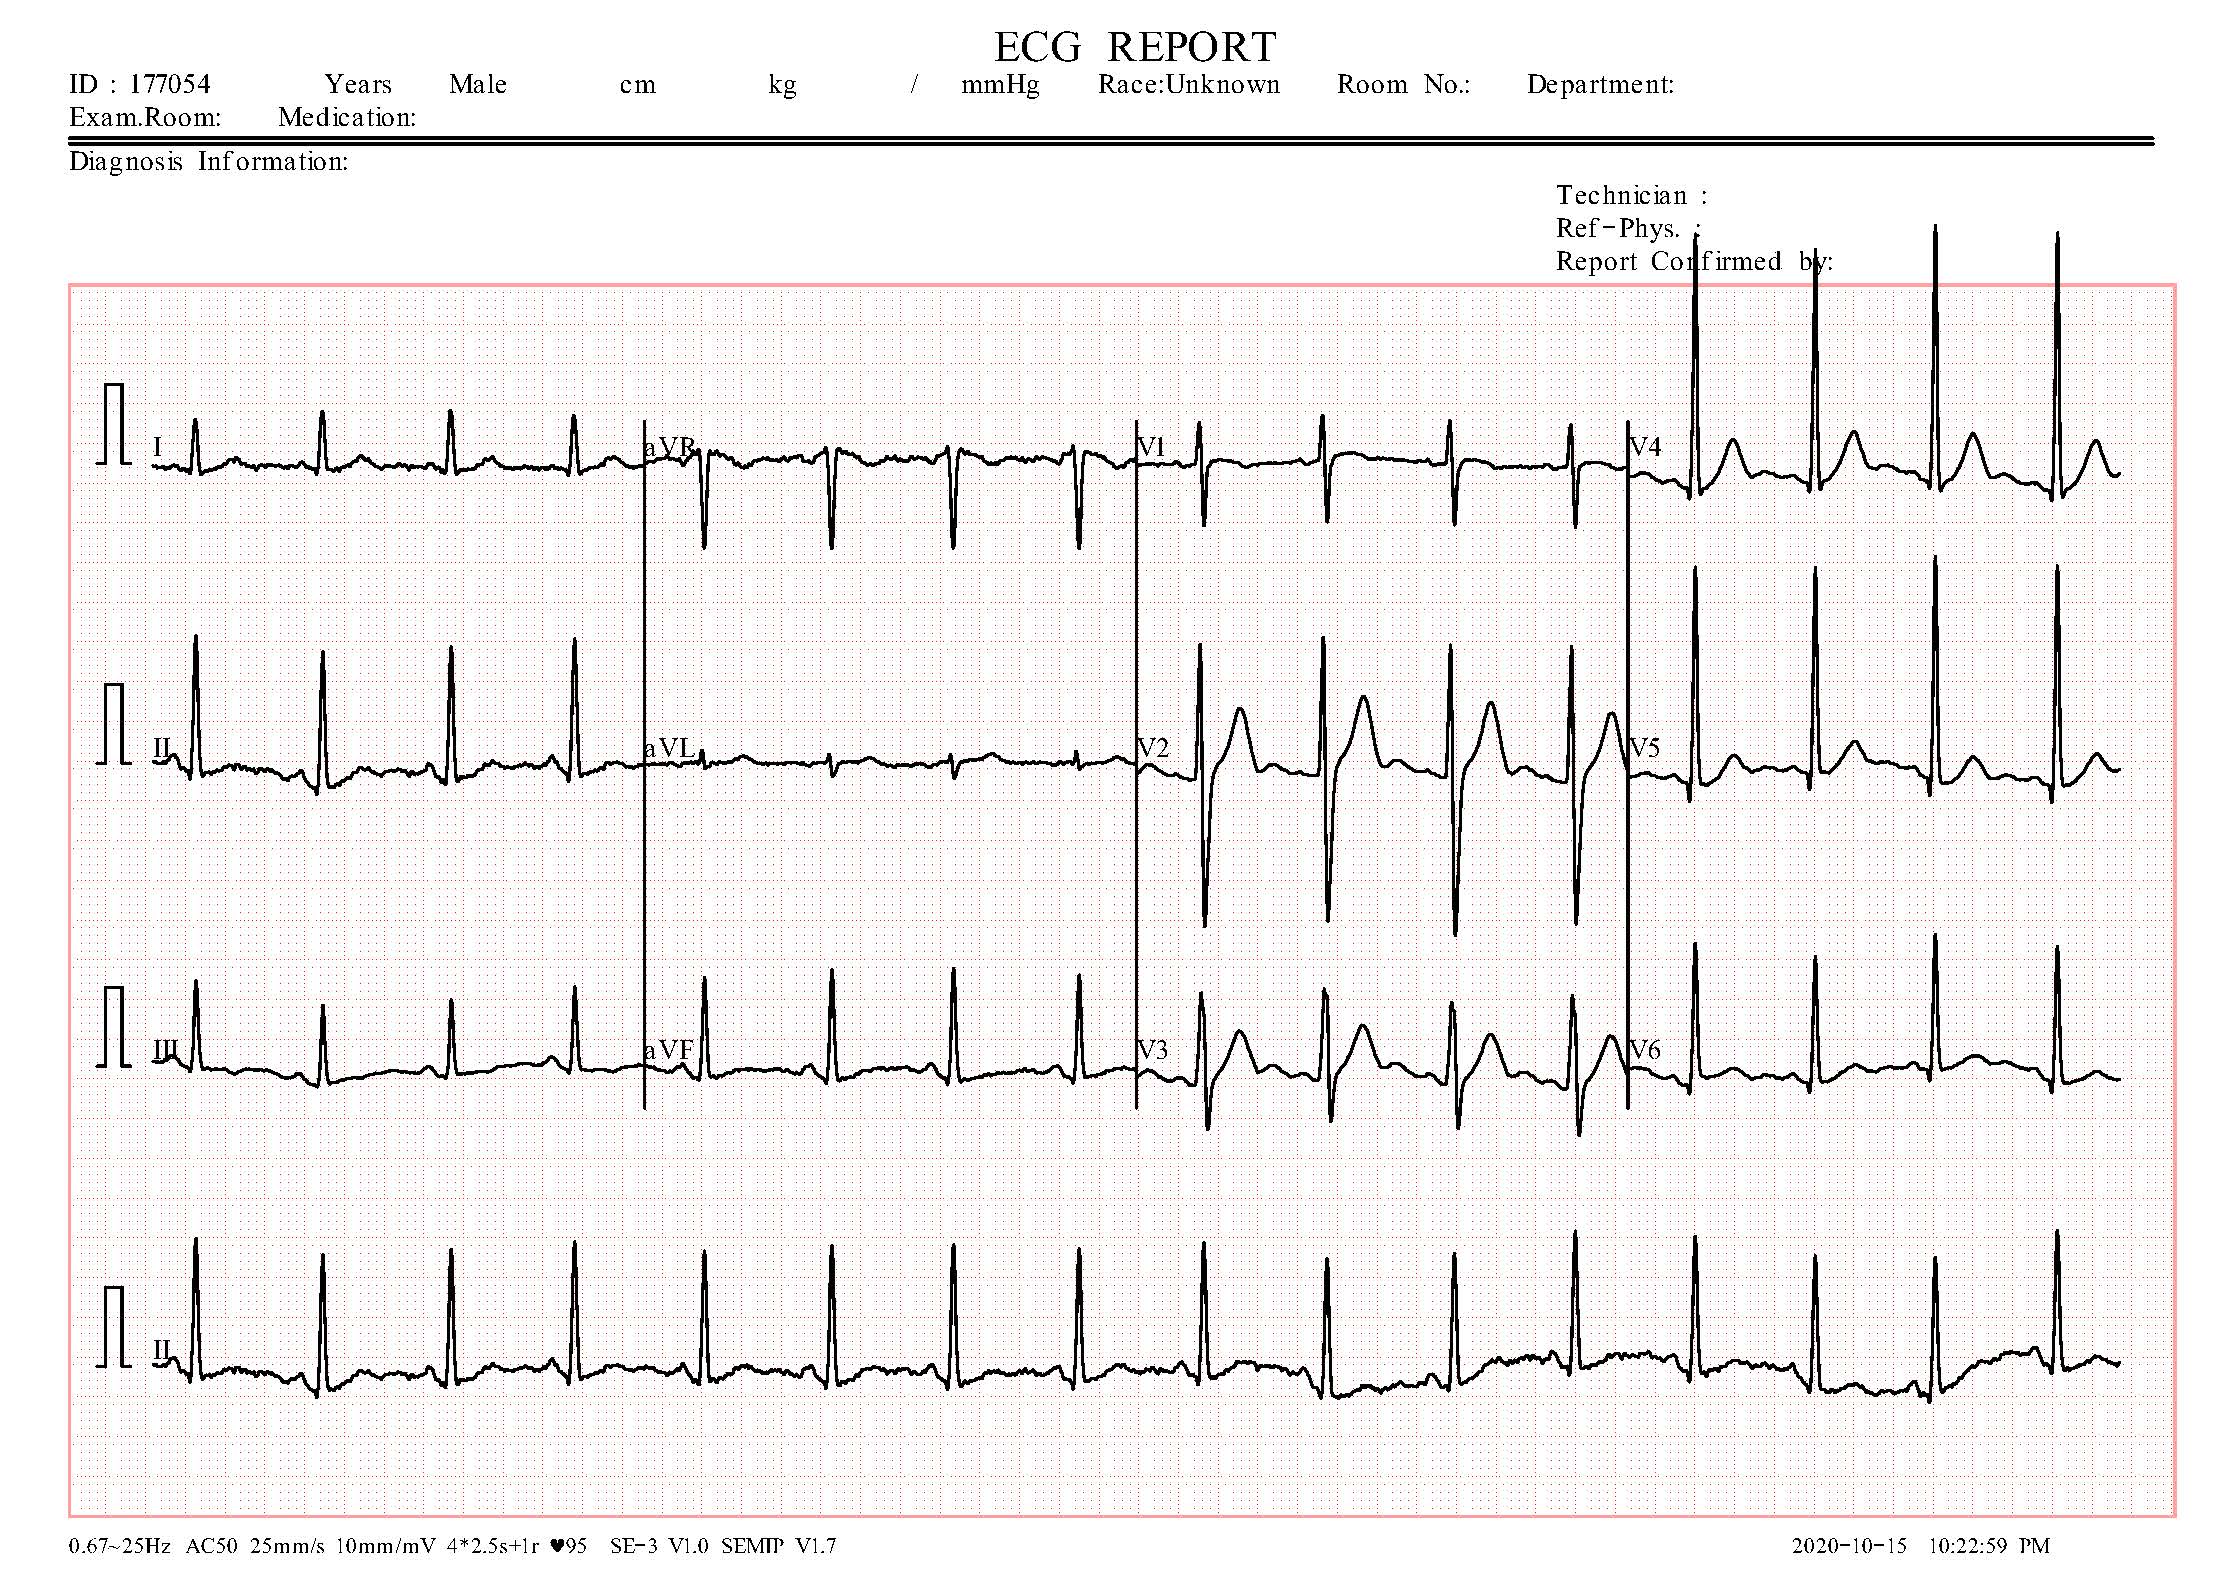 ECG REPORT
ID : 177054 Years Male cm kg / mmHg Race:Unknown Room No.: Department:
Exam.Room: Medication:
Diagnosis Information:
Technician :
Ref-Phys. :
Report Confirmed by:
I aVR V1 V4
II aVL V2 V5
III aVF V3 V6
II
0.67~25Hz AC50 25mm/s 10mm/mV 4*2.5s+1r ♥95 SE-3 V1.0 SEMIP V1.7 2020-10-15 10:22:59 PM